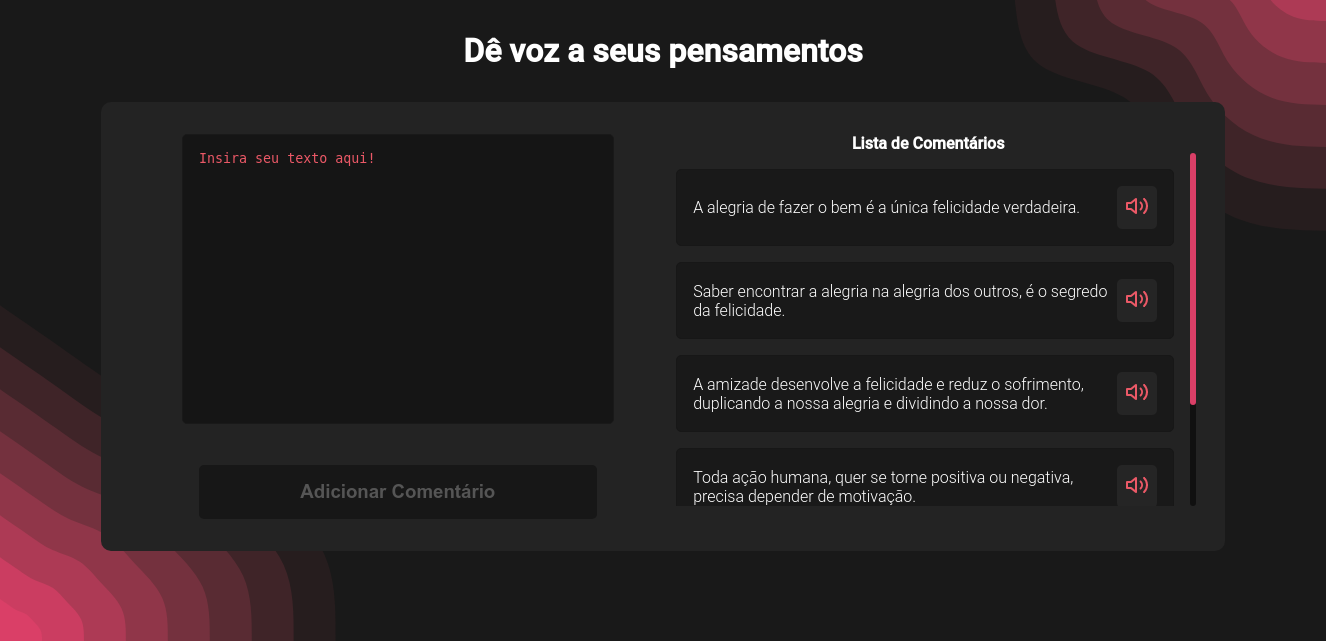 Dê voz a seus pensamentos
Insira seu texto aqui!
Adicionar Comentário
Lista de Comentários
A alegria de fazer o bem é a única felicidade verdadeira.
Saber encontrar a alegria na alegria dos outros, é o segredo
da felicidade.
A amizade desenvolve a felicidade e reduz o sofrimento,
duplicando a nossa alegria e dividindo a nossa dor.
Toda ação humana, quer se torne positiva ou negativa,
precisa depender de motivação.